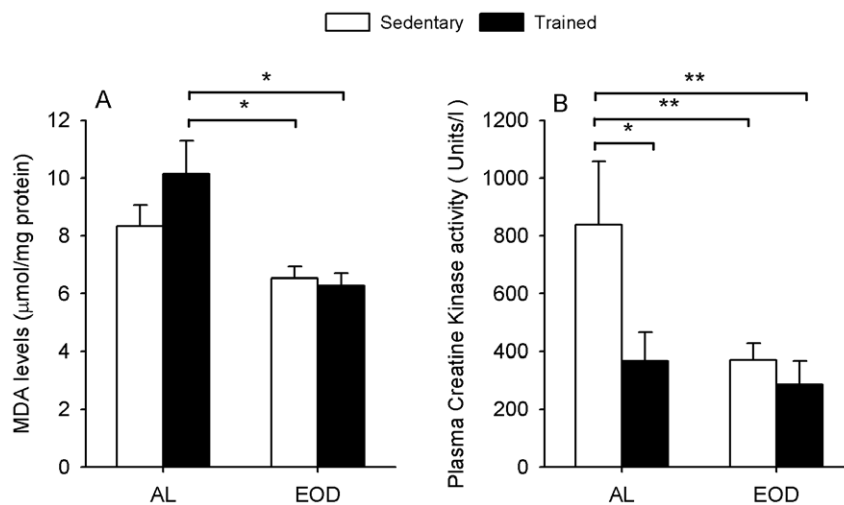 Sedentary Trained
A
*
*
MDA levels (μmol/mg protein)
12
10
8
6
4
2
0
AL EOD
B
**
**
*
Plasma Creatine Kinase activity ( Units/l )
1200
1000
800
600
400
200
0
AL EOD